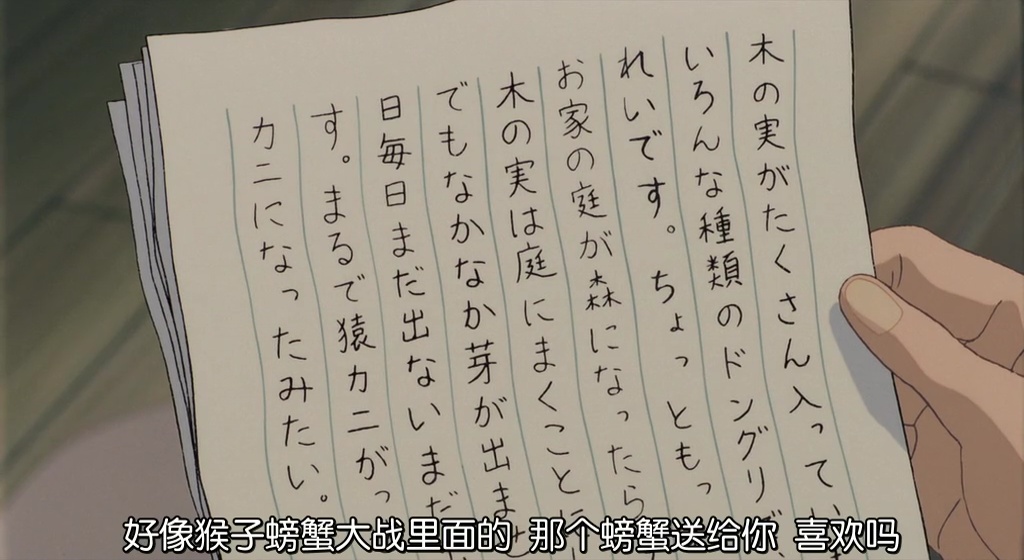 木の実がたくさん入ってい
いろんな種類のドングリで
れいです。ちょっともっ
お家の庭が森になったら
木の実は庭にまくことに
でもなかなか芽が出ま
日毎日まだ出ないまだ
す。まるで猿カニがっ
カニになったみたい。
好像猴子螃蟹大战里面的 那个螃蟹送给你 喜欢吗